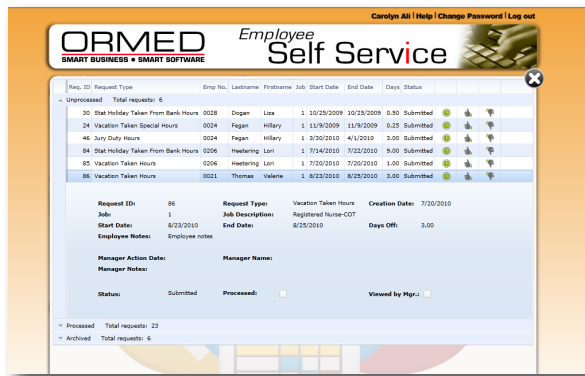 Carolyn Ali | Help | Change Password | Log out
ORMED
SMART BUSINESS • SMART SOFTWARE
Employee
Self Service
Req. ID Request Type Emp No. Lastname Firstname Job Start Date End Date Days Status
Unprocessed Total requests: 6
30 Stat Holiday Taken From Bank Hours 0028 Dogan Liza 1 10/25/2009 10/25/2009 0.50 Submitted
24 Vacation Taken Special Hours 0024 Fegan Hillary 1 11/9/2009 11/9/2009 0.25 Submitted
46 Jury Duty Hours 0024 Fegan Hillary 1 3/30/2010 4/1/2010 3.00 Submitted
84 Stat Holiday Taken From Bank Hours 0206 Heetering Lori 1 7/14/2010 7/22/2010 9.00 Submitted
85 Vacation Taken Hours 0206 Heetering Lori 1 7/20/2010 7/20/2010 1.00 Submitted
86 Vacation Taken Hours 0021 Thomas Valerie 1 8/23/2010 8/25/2010 3.00 Submitted
Request ID: 86 Request Type: Vacation Taken Hours Creation Date: 7/20/2010
Job: 1 Job Description: Registered Nurse-COT
Start Date: 8/23/2010 End Date: 8/25/2010 Days Off: 3.00
Employee Notes: Employee notes
Manager Action Date: Manager Name:
Manager Notes:
Status: Submitted Processed: Viewed by Mgr.:
Processed Total requests: 23
Archived Total requests: 6